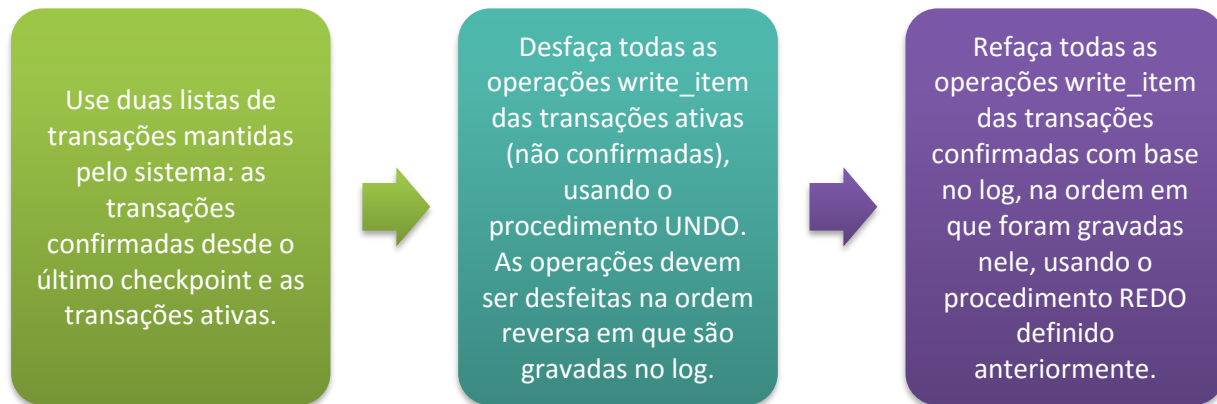 Use duas listas de
transações mantidas
pelo sistema: as
transações
confirmadas desde o
último checkpoint e as
transações ativas.
Desfaça todas as
operações write_item
das transações ativas
(não confirmadas),
usando o
procedimento UNDO.
As operações devem
ser desfeitas na ordem
reversa em que são
gravadas no log.
Refaça todas as
operações write_item
das transações
confirmadas com base
no log, na ordem em
que foram gravadas
nele, usando o
procedimento REDO
definido
anteriormente.